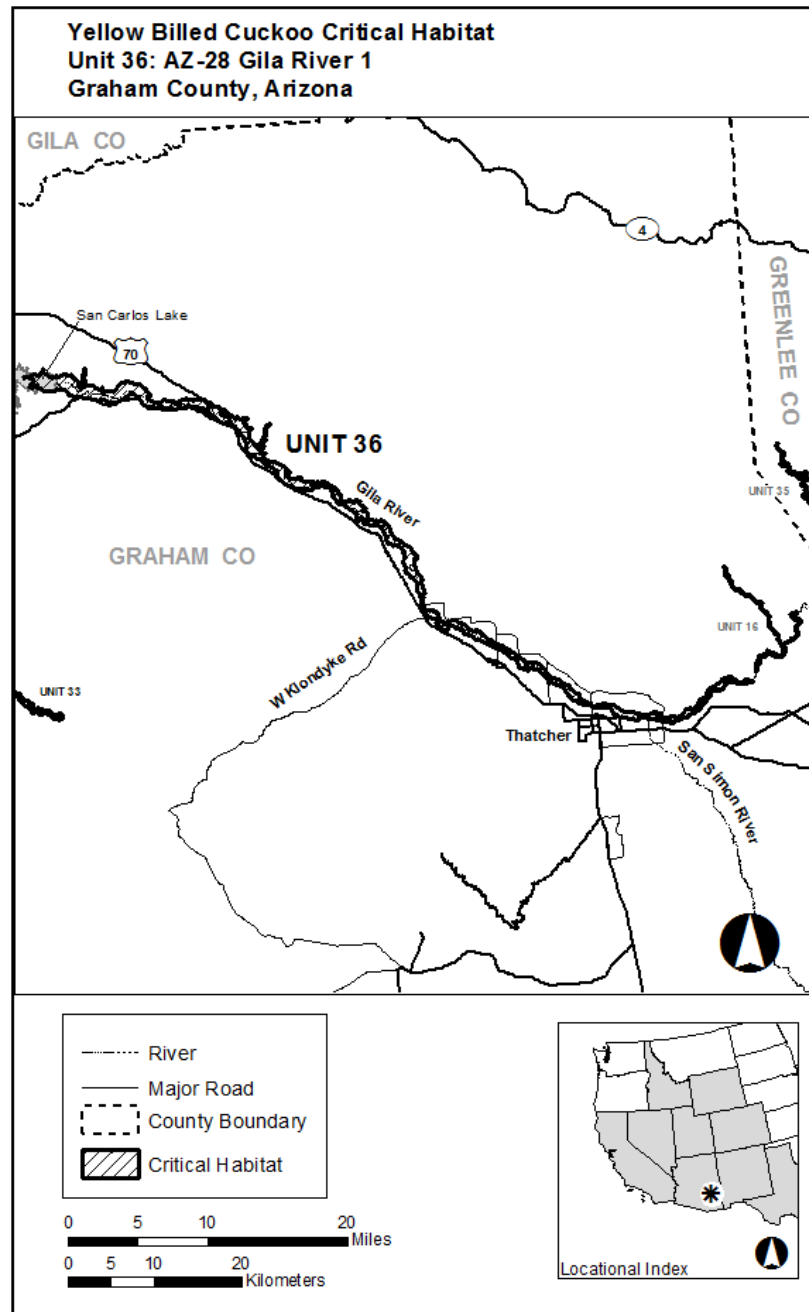 Yellow Billed Cuckoo Critical Habitat
Unit 36: AZ-28 Gila River 1
Graham County, Arizona
GILA CO
4
GREENLEE CO
San Carlos Lake
70
UNIT 36
UNIT 35
Gila River
GRAHAM CO
UNIT 16
W Klondyke Rd
UNIT 33
Thatcher
San Simon River
River
Major Road
County Boundary
Critical Habitat
0 5 10 20
Miles
0 5 10 20
Kilometers
Locational Index